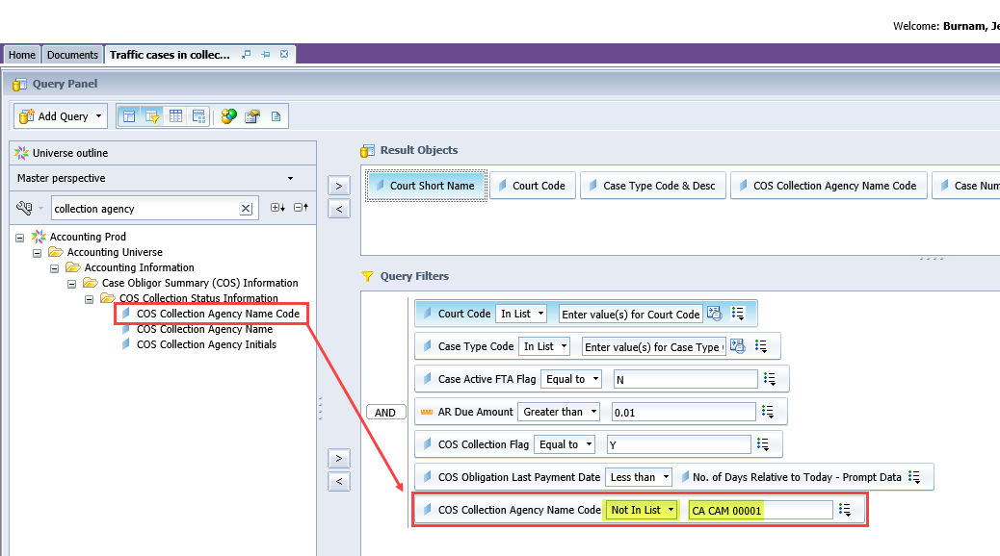 Welcome: Burnam, Je
Home
Documents
Traffic cases in collec...
Query Panel
Add Query
Universe outline
Master perspective
collection agency
Accounting Prod
Accounting Universe
Accounting Information
Case Obligor Summary (COS) Information
COS Collection Status Information
COS Collection Agency Name Code
COS Collection Agency Name
COS Collection Agency Initials
>
<
>
<
Result Objects
Court Short Name
Court Code
Case Type Code & Desc
COS Collection Agency Name Code
Case Num
Query Filters
AND
Court Code In List Enter value(s) for Court Code
Case Type Code In List Enter value(s) for Case Type
Case Active FTA Flag Equal to N
AR Due Amount Greater than 0.01
COS Collection Flag Equal to Y
COS Obligation Last Payment Date Less than No. of Days Relative to Today - Prompt Data
COS Collection Agency Name Code Not In List CA CAM 00001